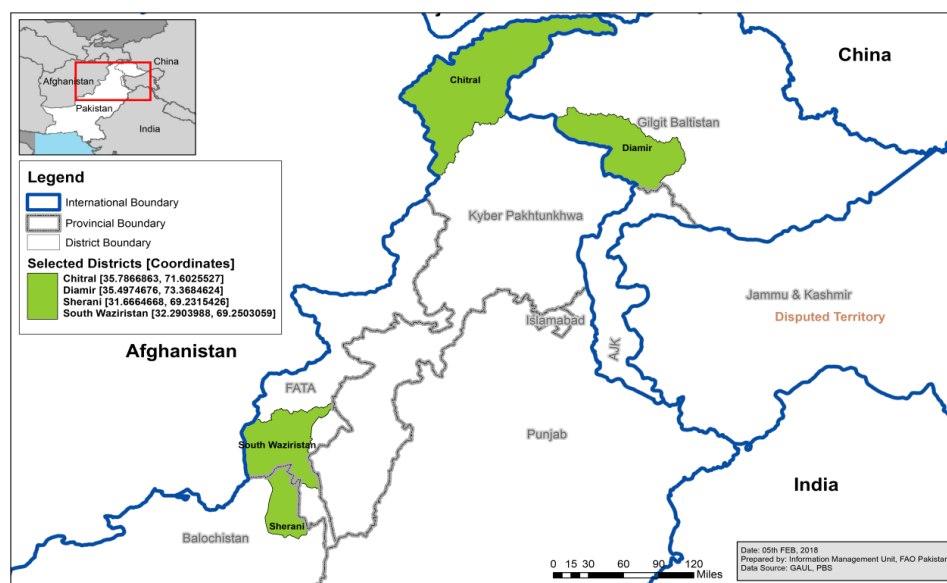 China
Afghanistan
Pakistan
India
Legend
International Boundary
Provincial Boundary
District Boundary
Selected Districts [Coordinates]
Chitral [35.7866863, 71.6025527]
Diamir [35.4974676, 73.3684624]
Sherani [31.6664668, 69.2315426]
South Waziristan [32.2903988, 69.2503059]
China
Chitral
Gilgit Baltistan
Diamir
Kyber Pakhtunkhwa
Jammu & Kashmir
Disputed Territory
Islamabad
AJK
Afghanistan
FATA
South Waziristan
Punjab
India
Sherani
Balochistan
0 15 30 60 90 120
Miles
Date: 05th FEB, 2018
Prepared by: Information Management Unit, FAO Pakistan
Data Source: GAUL, PBS